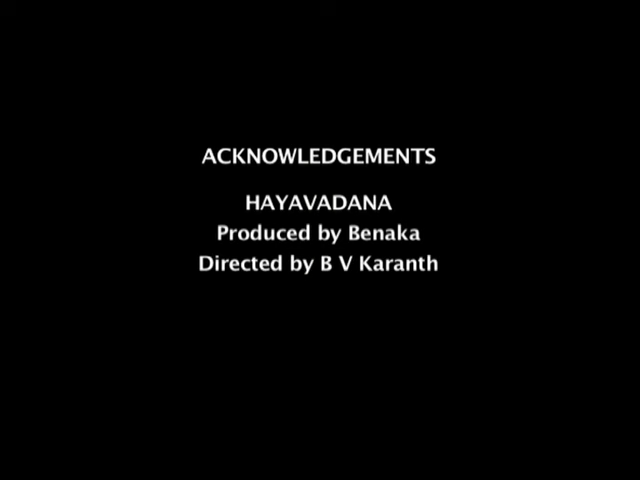 ACKNOWLEDGEMENTS
HAYAVADANA
Produced by Benaka
Directed by B V Karanth